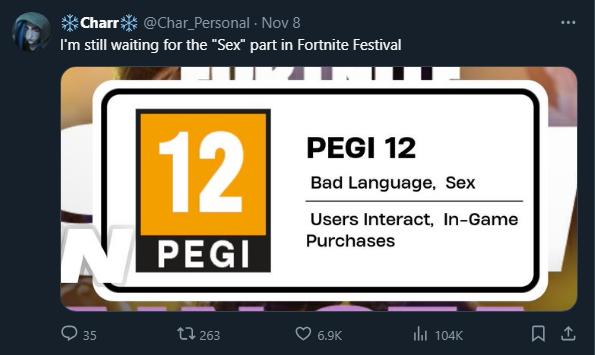 ❄Charr❄ @Char_Personal · Nov 8
I'm still waiting for the "Sex" part in Fortnite Festival
FORTNITE
12
PEGI
PEGI 12
Bad Language, Sex
Users Interact, In-Game
Purchases
N
35 263 6.9K 104K